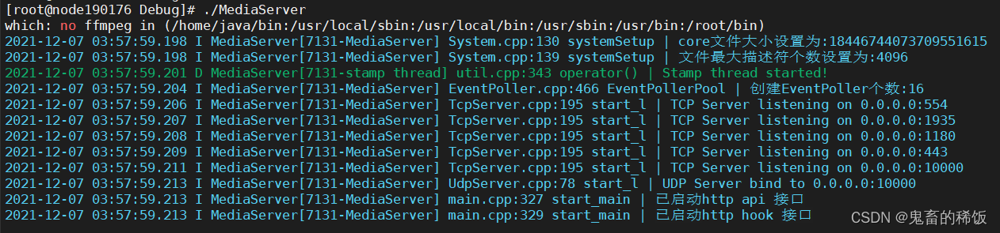 [root@node190176 Debug]# ./MediaServer
which: no ffmpeg in (/home/java/bin:/usr/local/sbin:/usr/local/bin:/usr/sbin:/usr/bin:/root/bin)
2021-12-07 03:57:59.198 I MediaServer[7131-MediaServer] System.cpp:130 systemSetup | core文件大小设置为:18446744073709551615
2021-12-07 03:57:59.198 I MediaServer[7131-MediaServer] System.cpp:139 systemSetup | 文件最大描述符个数设置为:4096
2021-12-07 03:57:59.201 D MediaServer[7131-stamp thread] util.cpp:343 operator() | Stamp thread started!
2021-12-07 03:57:59.204 I MediaServer[7131-MediaServer] EventPoller.cpp:466 EventPollerPool | 创建EventPoller个数:16
2021-12-07 03:57:59.206 I MediaServer[7131-MediaServer] TcpServer.cpp:195 start_l | TCP Server listening on 0.0.0.0:554
2021-12-07 03:57:59.207 I MediaServer[7131-MediaServer] TcpServer.cpp:195 start_l | TCP Server listening on 0.0.0.0:1935
2021-12-07 03:57:59.208 I MediaServer[7131-MediaServer] TcpServer.cpp:195 start_l | TCP Server listening on 0.0.0.0:1180
2021-12-07 03:57:59.209 I MediaServer[7131-MediaServer] TcpServer.cpp:195 start_l | TCP Server listening on 0.0.0.0:443
2021-12-07 03:57:59.211 I MediaServer[7131-MediaServer] TcpServer.cpp:195 start_l | TCP Server listening on 0.0.0.0:10000
2021-12-07 03:57:59.213 I MediaServer[7131-MediaServer] UdpServer.cpp:78 start_l | UDP Server bind to 0.0.0.0:10000
2021-12-07 03:57:59.213 I MediaServer[7131-MediaServer] main.cpp:327 start_main | 已启动http api 接口
2021-12-07 03:57:59.213 I MediaServer[7131-MediaServer] main.cpp:329 start_main | 已启动http hook 接口
CSDN @鬼畜的稀饭